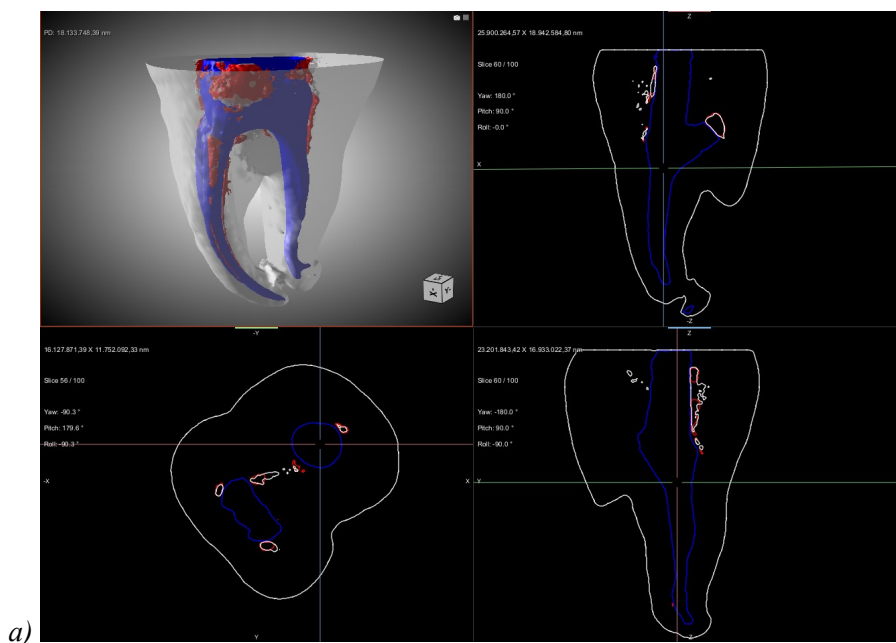 PD: 18.133.748,39 nm
25.900.264,57 X 18.942.584,80 nm
Z
Slice 60 / 100
Yaw: 180.0 °
Pitch: 90.0 °
Roll: -0.0 °
X
-Z
-Y
16.127.871,39 X 11.752.092,33 nm
Slice 56 / 100
Yaw: -90.3 °
Pitch: 179.6 °
Roll: -90.3 °
-X
X
Y
Z
23.201.843,42 X 16.933.022,37 nm
Slice 60 / 100
Yaw: -180.0 °
Pitch: 90.0 °
Roll: -90.0 °
Y
-Z
a)